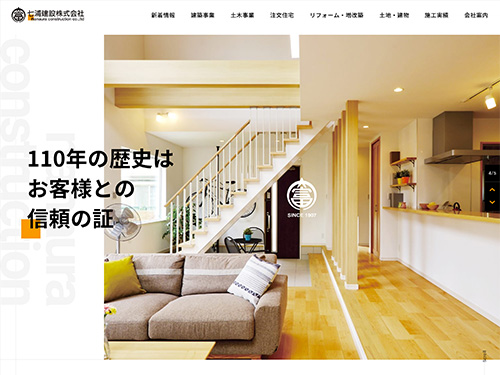 七浦建設株式会社
Nanaura construction co.,ltd
新着情報
建築事業
土木事業
注文住宅
リフォーム・増改築
土地・建物
施工実績
会社案内
110年の歴史は
お客様との
信頼の証
SINCE 1907
4/5
construction